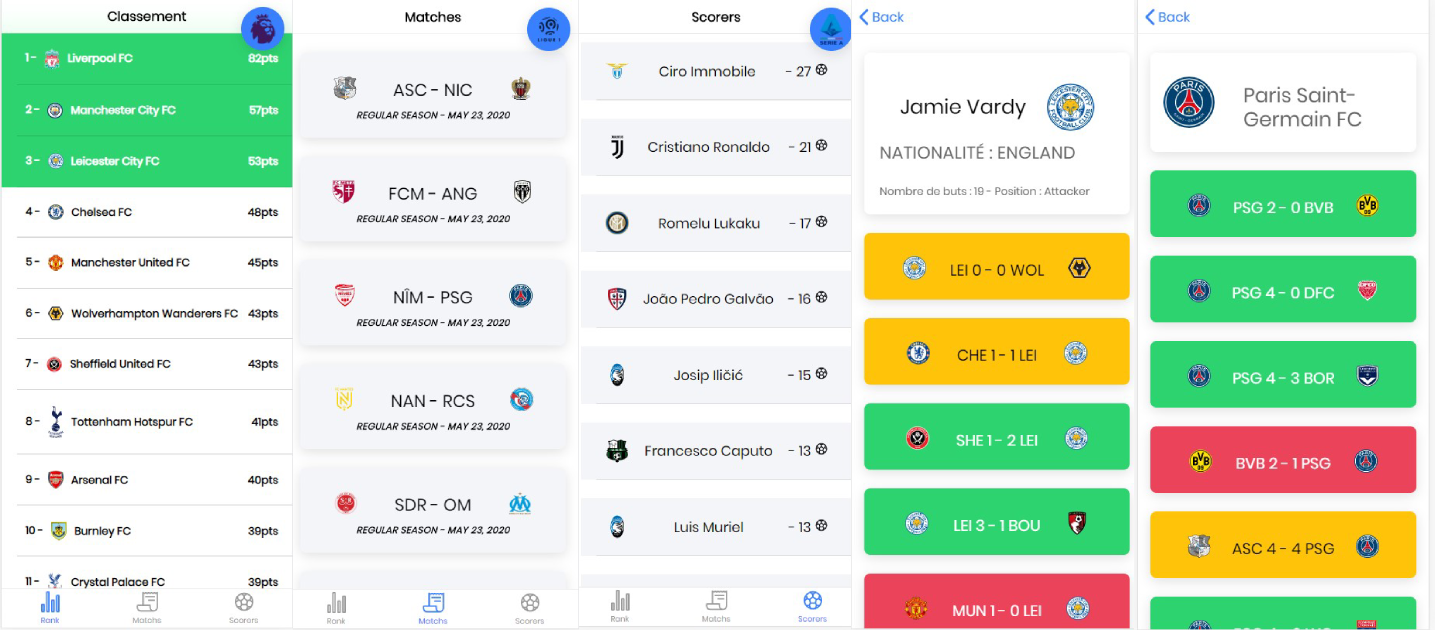 Classement
1 - Liverpool FC 82pts
2 - Manchester City FC 57pts
3 - Leicester City FC 53pts
4 - Chelsea FC 48pts
5 - Manchester United FC 45pts
6 - Wolverhampton Wanderers FC 43pts
7 - Sheffield United FC 43pts
8 - Tottenham Hotspur FC 41pts
9 - Arsenal FC 40pts
10 - Burnley FC 39pts
11 - Crystal Palace FC 39pts
Rank Matchs Scorers
Matches
LIGUE 1
ASC - NIC
REGULAR SEASON - MAY 23, 2020
FCM - ANG
REGULAR SEASON - MAY 23, 2020
NÎM - PSG
REGULAR SEASON - MAY 23, 2020
NAN - RCS
REGULAR SEASON - MAY 23, 2020
SDR - OM
REGULAR SEASON - MAY 23, 2020
Rank Matchs Scorers
Scorers
SERIE A
Ciro Immobile - 27
Cristiano Ronaldo - 21
Romelu Lukaku - 17
João Pedro Galvão - 16
Josip Iličić - 15
Francesco Caputo - 13
Luis Muriel - 13
Rank Matchs Scorers
Back
Jamie Vardy
NATIONALITÉ : ENGLAND
Nombre de buts : 19 - Position : Attacker
LEI 0 - 0 WOL
CHE 1 - 1 LEI
SHE 1 - 2 LEI
LEI 3 - 1 BOU
MUN 1 - 0 LEI
Back
PARIS
Paris Saint-
Germain FC
PSG 2 - 0 BVB
PSG 4 - 0 DFC
PSG 4 - 3 BOR
BVB 2 - 1 PSG
ASC 4 - 4 PSG